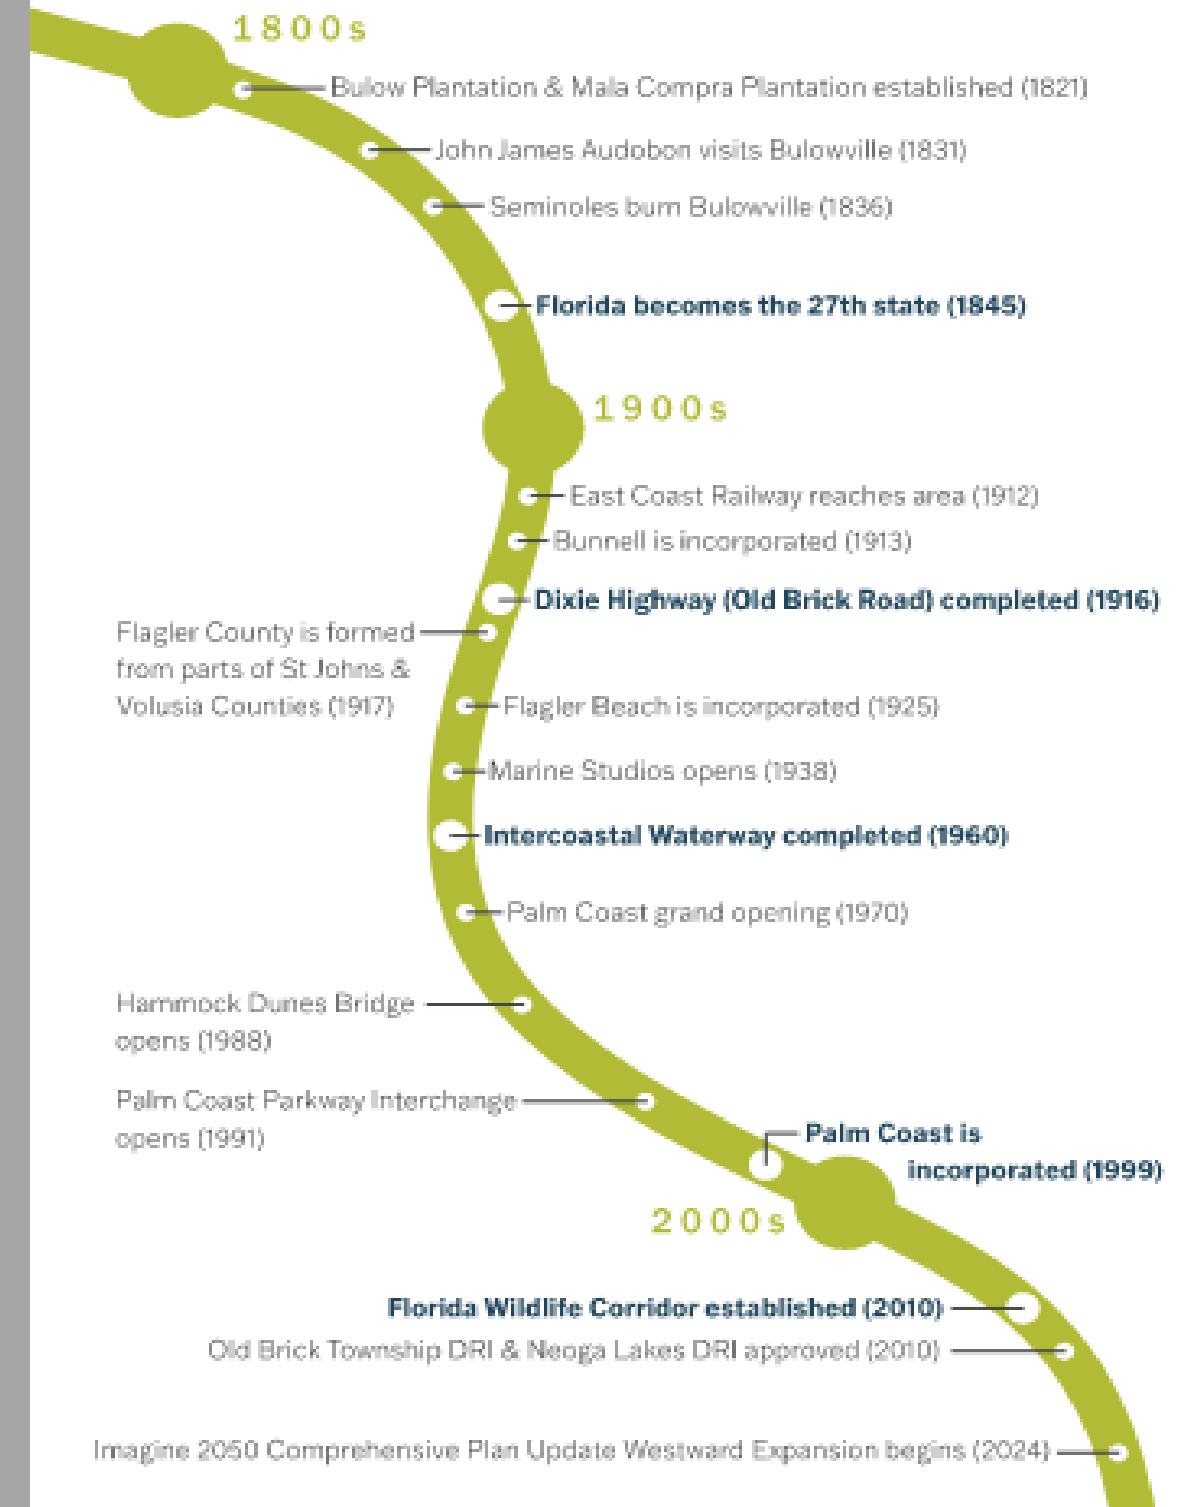 1800s
Bulow Plantation & Mala Compra Plantation established (1821)
John James Audobon visits Bulowville (1831)
Seminoles burn Bulowville (1836)
Florida becomes the 27th state (1845)
1900s
East Coast Railway reaches area (1912)
Bunnell is incorporated (1913)
Dixie Highway (Old Brick Road) completed (1916)
Flagler County is formed
from parts of St Johns &
Volusia Counties (1917)
Flagler Beach is incorporated (1925)
Marine Studios opens (1938)
Intercoastal Waterway completed (1960)
Palm Coast grand opening (1970)
Hammock Dunes Bridge
opens (1988)
Palm Coast Parkway Interchange
opens (1991)
Palm Coast is
incorporated (1999)
2000s
Florida Wildlife Corridor established (2010)
Old Brick Township DRI & Neoga Lakes DRI approved (2010)
Imagine 2050 Comprehensive Plan Update Westward Expansion begins (2024)